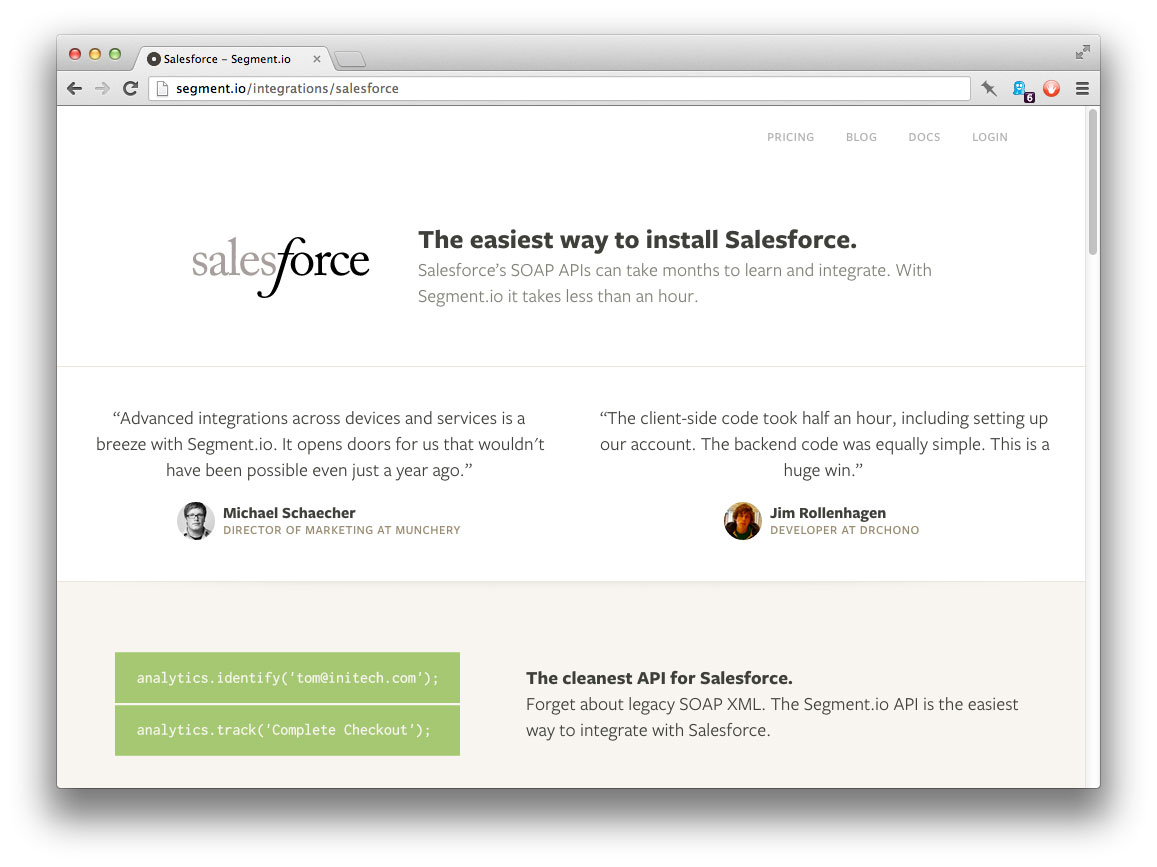 Salesforce – Segment.io
segment.io/integrations/salesforce
6
PRICING BLOG DOCS LOGIN
salesforce
The easiest way to install Salesforce.
Salesforce’s SOAP APIs can take months to learn and integrate. With
Segment.io it takes less than an hour.
“Advanced integrations across devices and services is a
breeze with Segment.io. It opens doors for us that wouldn't
have been possible even just a year ago.”
Michael Schaecher
DIRECTOR OF MARKETING AT MUNCHERY
“The client-side code took half an hour, including setting up
our account. The backend code was equally simple. This is a
huge win.”
Jim Rollenhagen
DEVELOPER AT DRCHONO
analytics.identify('tom@initech.com');
analytics.track('Complete Checkout');
The cleanest API for Salesforce.
Forget about legacy SOAP XML. The Segment.io API is the easiest
way to integrate with Salesforce.